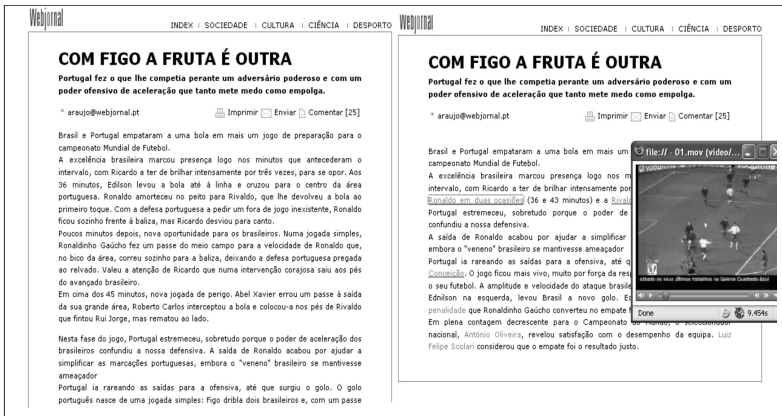 Webjornal
INDEX | SOCIEDADE | CULTURA | CIÊNCIA | DESPORTO
COM FIGO A FRUTA É OUTRA
Portugal fez o que lhe competia perante um adversário poderoso e com um
poder ofensivo de aceleração que tanto mete medo como empolga.
* araujo@webjornal.pt Imprimir Enviar Comentar [25]
Brasil e Portugal empataram a uma bola em mais um jogo de preparação para o
campeonato Mundial de Futebol.
A excelência brasileira marcou presença logo nos minutos que antecederam o
intervalo, com Ricardo a ter de brilhar intensamente por três vezes, para se opor. Aos
36 minutos, Edilson levou a bola até à linha e cruzou para o centro da área
portuguesa. Ronaldo amorteceu no peito para Rivaldo, que lhe devolveu a bola ao
primeiro toque. Com a defesa portuguesa a pedir um fora de jogo inexistente, Ronaldo
ficou sozinho frente à baliza, mas Ricardo desviou para canto.
Poucos minutos depois, nova oportunidade para os brasileiros. Numa jogada simples,
Ronaldinho Gaúcho fez um passe do meio campo para a velocidade de Ronaldo que,
no bico da área, correu sozinho para a baliza, deixando a defesa portuguesa pregada
ao relvado. Valeu a atenção de Ricardo que numa intervenção corajosa saiu aos pés
do avançado brasileiro.
Em cima dos 45 minutos, nova jogada de perigo. Abel Xavier errou um passe à saída
da sua grande área, Roberto Carlos interceptou a bola e colocou-a nos pés de Rivaldo
que fintou Rui Jorge, mas rematou ao lado.
Nesta fase do jogo, Portugal estremeceu, sobretudo porque o poder de aceleração dos
brasileiros confundiu a nossa defensiva. A saída de Ronaldo acabou por ajudar a
simplificar as marcações portuguesas, embora o "veneno" brasileiro se mantivesse
ameaçador
Portugal ia rareando as saídas para a ofensiva, até que surgiu o golo. O golo
português nasce de uma jogada simples: Figo dribla dois brasileiros e, com um passe
Webjornal
INDEX | SOCIEDADE | CULTURA | CIÊNCIA | DESPORTO
COM FIGO A FRUTA É OUTRA
Portugal fez o que lhe competia perante um adversário poderoso e com um
poder ofensivo de aceleração que tanto mete medo como empolga.
* araujo@webjornal.pt Imprimir Enviar Comentar [25]
Brasil e Portugal empataram a uma bola em mais um
campeonato Mundial de Futebol.
A excelência brasileira marcou presença logo nos m
intervalo, com Ricardo a ter de brilhar intensamente por
Ronaldo em duas ocasiões (36 e 43 minutos) e a Rivald
Portugal estremeceu, sobretudo porque o poder de
confundiu a nossa defensiva.
A saída de Ronaldo acabou por ajudar a simplificar
embora o "veneno" brasileiro se mantivesse ameaçador
Portugal ia rareando as saídas para a ofensiva, até q
Conceição. O jogo ficou mais vivo, muito por força da res
o seu futebol. A amplitude e velocidade do ataque brasile
Ednilson na esquerda, levou Brasil a novo golo. Ed
penalidade que Ronaldinho Gaúcho converteu no empate f
Em plena contagem decrescente para o Campeonato do Mundo, o seleccionador
nacional, António Oliveira, revelou satisfação com o desempenho da equipa. Luiz
Felipe Scolari considerou que o empate foi o resultado justo.
file:// - 01.mov (video/...
sábado os seus últimos trabalhos na Galeria Quadrado Azul
Done 9.454s